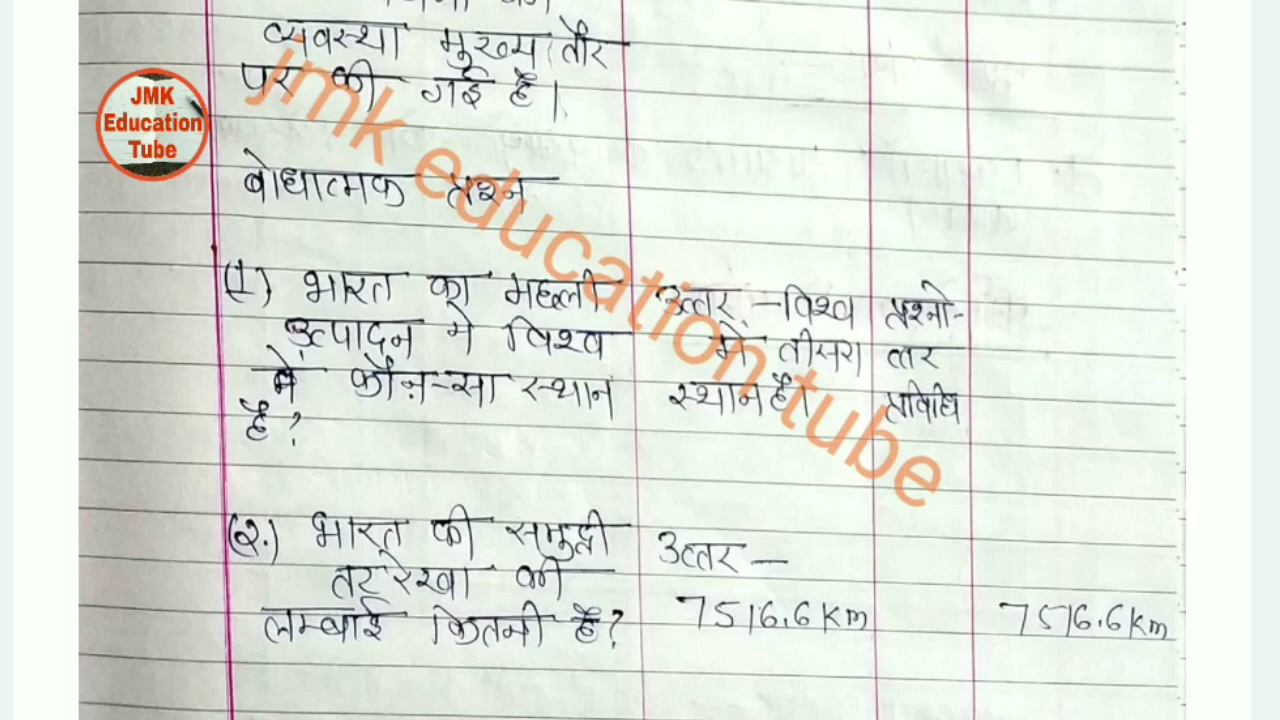 व्यवस्था मुख्य तौर
पर की गई है।
JMK
Education
Tube
jmk education tube
बोधात्मक प्रश्न
(1) भारत का मछली
उत्पादन मे विश्व
मे कौन-सा स्थान
है?
उत्तर - विश्व
मे तीसरा
स्थान है।
प्रश्नो-
त्तर
प्रविधि
(2.) भारत की समुद्री
तट रेखा की
लम्बाई कितनी है?
उत्तर —
7516.6 Km
7516.6 Km